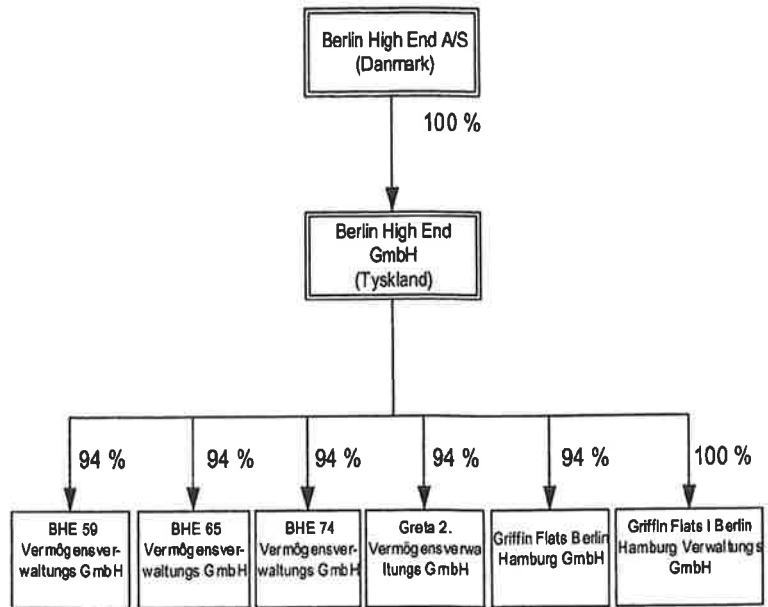 Berlin High End A/S
(Danmark)
100 %
Berlin High End
GmbH
(Tyskland)
94 %
94 %
94 %
94 %
94 %
100 %
BHE 59
Vermögensver-
waltungs GmbH
BHE 65
Vermögensver-
waltungs GmbH
BHE 74
Vermögensver-
waltungs GmbH
Greta 2.
Vermögensverwa
ltungs GmbH
Griffin Flats Berlin
Hamburg GmbH
Griffin Flats I Berlin
Hamburg Verwaltungs
GmbH